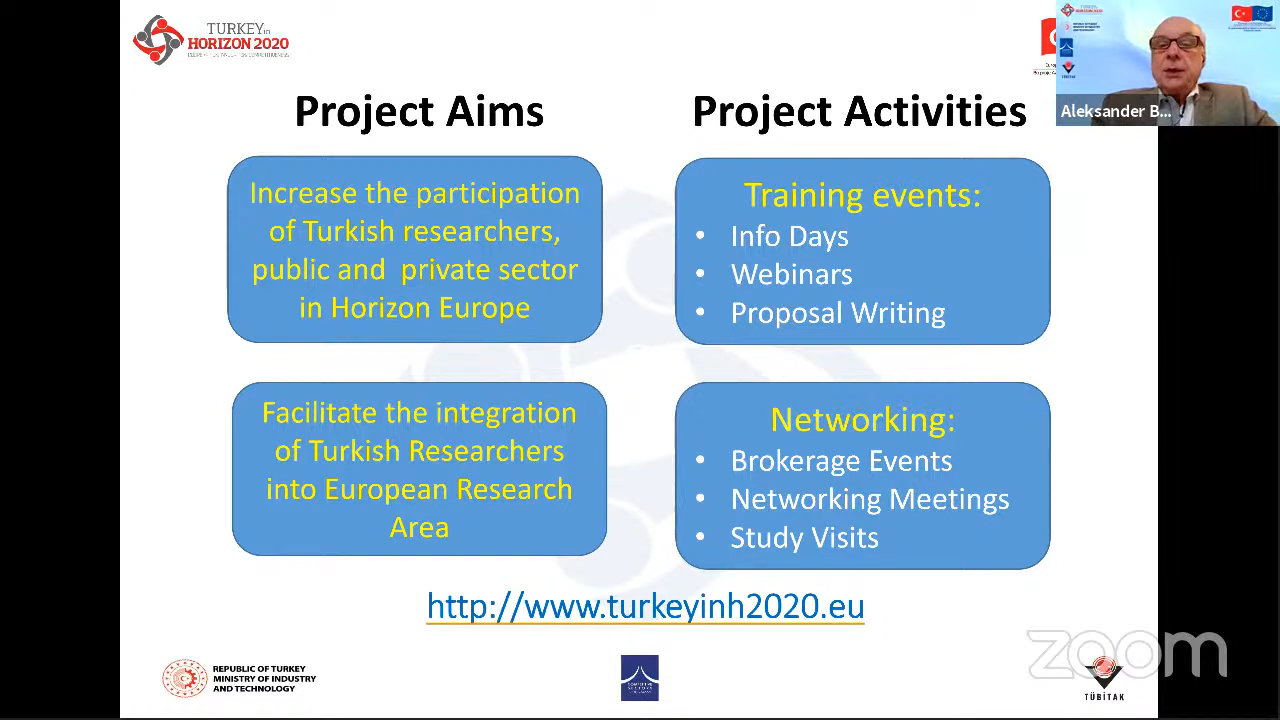 TURKEY in
HORIZON 2020
Project Aims
Increase the participation
of Turkish researchers,
public and private sector
in Horizon Europe
Facilitate the integration
of Turkish Researchers
into European Research
Area
Project Activities
Training events:
• Info Days
• Webinars
• Proposal Writing
Networking:
• Brokerage Events
• Networking Meetings
• Study Visits
http://www.turkeyinh2020.eu
REPUBLIC OF TURKEY
MINISTRY OF INDUSTRY
AND TECHNOLOGY
TÜBİTAK
zoom
Aleksander B...